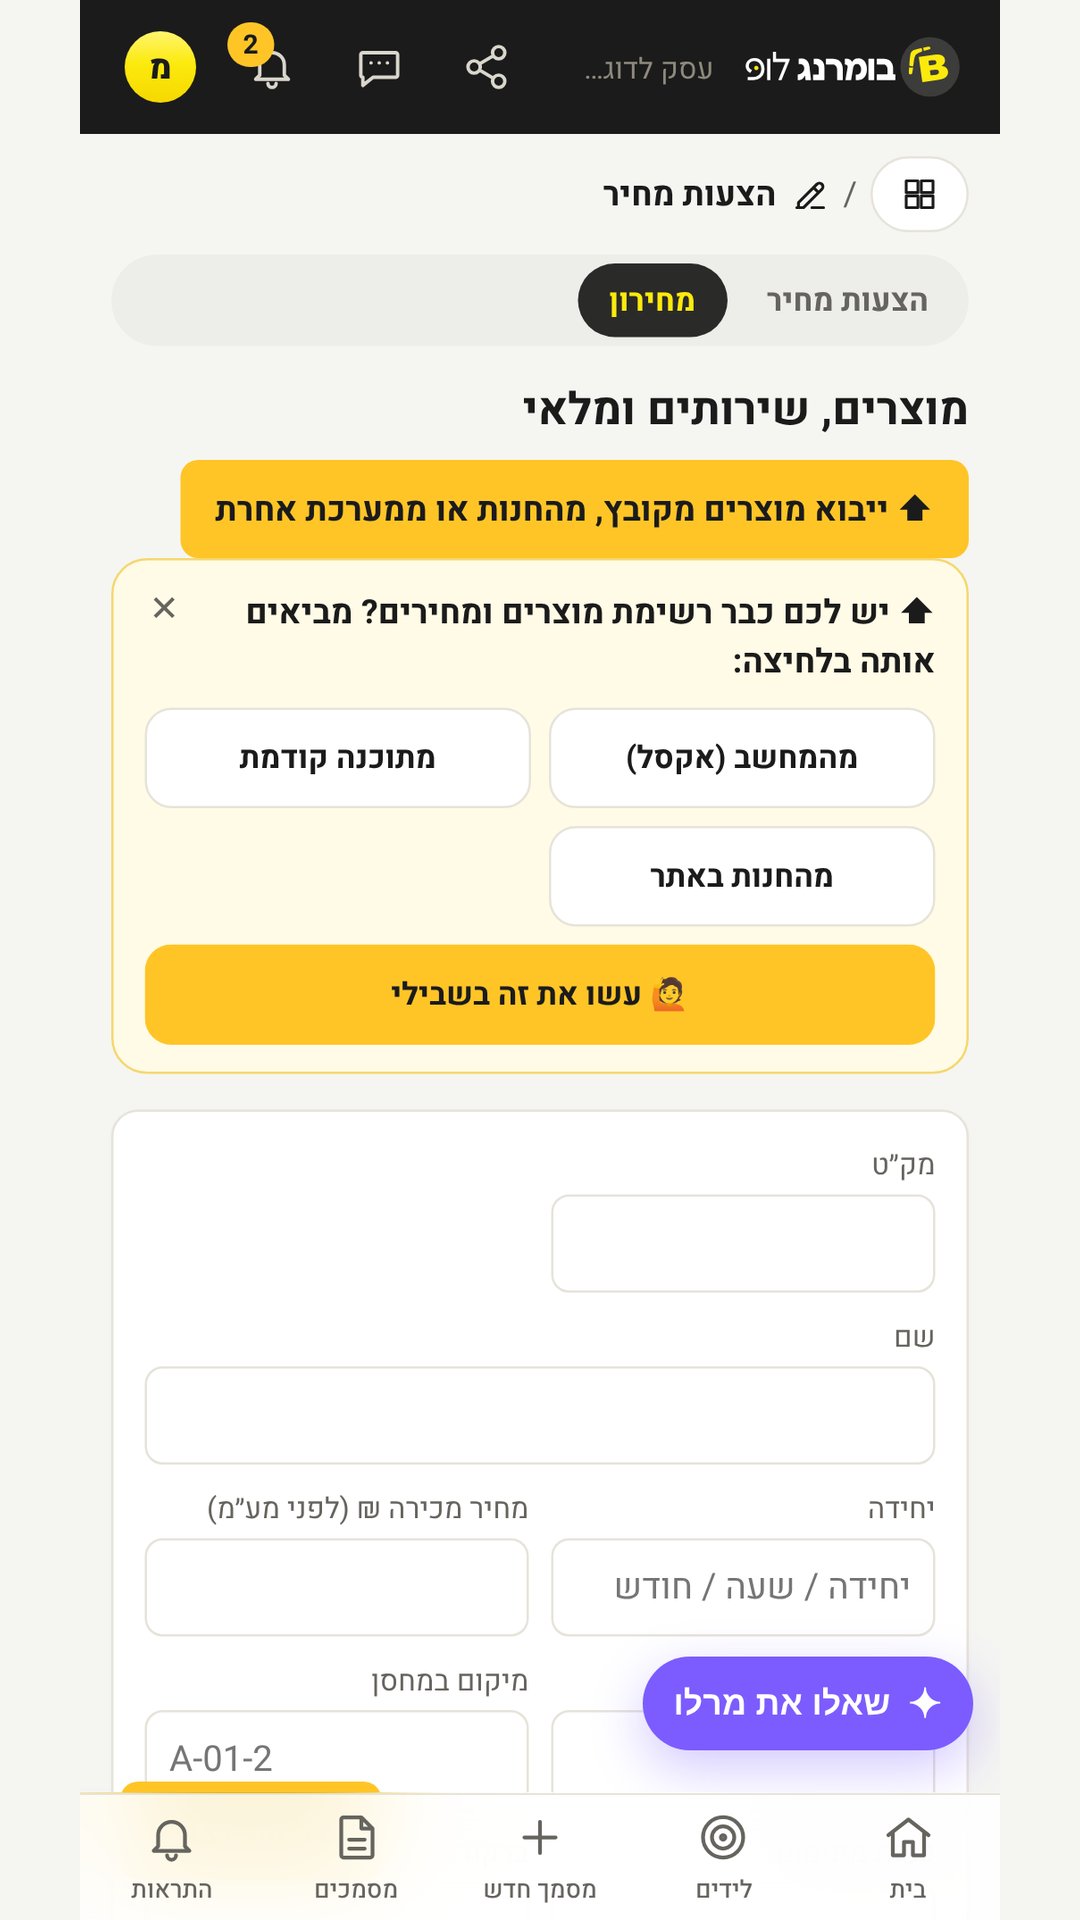 בומרנג לופ
עסק לדוג...
2
מ
/ הצעות מחיר
הצעות מחיר
מחירון
מוצרים, שירותים ומלאי
ייבוא מוצרים מקובץ, מהחנות או ממערכת אחרת
יש לכם כבר רשימת מוצרים ומחירים? מביאים
אותה בלחיצה:
מהמחשב (אקסל)
מתוכנה קודמת
מהחנות באתר
עשו את זה בשבילי
מק״ט
שם
יחידה
מחיר מכירה ₪ (לפני מע״מ)
יחידה / שעה / חודש
מיקום במחסן
שאלו את מרלו
A-01-2
בית
לידים
מסמך חדש
מסמכים
התראות